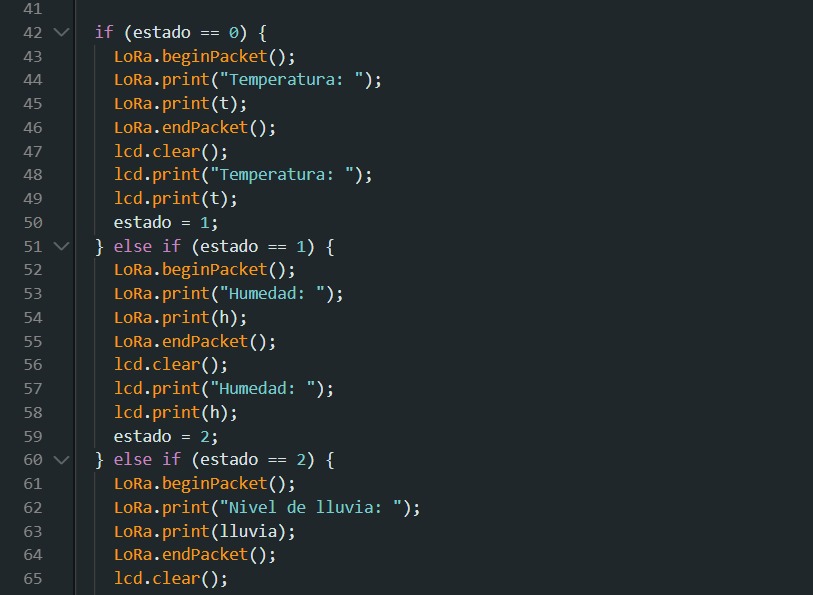 41
42 if (estado == 0) {
43 LoRa.beginPacket();
44 LoRa.print("Temperatura: ");
45 LoRa.print(t);
46 LoRa.endPacket();
47 lcd.clear();
48 lcd.print("Temperatura: ");
49 lcd.print(t);
50 estado = 1;
51 } else if (estado == 1) {
52 LoRa.beginPacket();
53 LoRa.print("Humedad: ");
54 LoRa.print(h);
55 LoRa.endPacket();
56 lcd.clear();
57 lcd.print("Humedad: ");
58 lcd.print(h);
59 estado = 2;
60 } else if (estado == 2) {
61 LoRa.beginPacket();
62 LoRa.print("Nivel de lluvia: ");
63 LoRa.print(lluvia);
64 LoRa.endPacket();
65 lcd.clear();